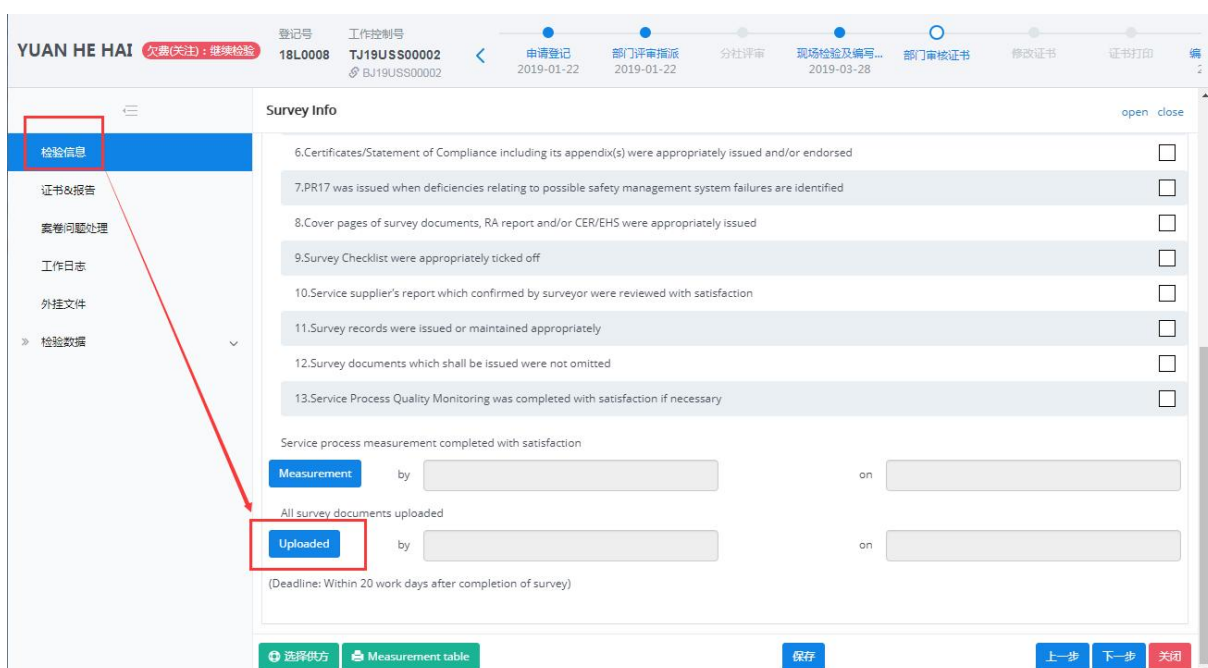 YUAN HE HAI 欠费(关注)：继续检验
登记号 工作控制号
18L0008 TJ19USS00002
BJ19USS00002
申请登记 部门评审指派 分社评审 现场检验及编写... 部门审核证书 修改证书 证书打印 编
2019-01-22 2019-01-22 2019-03-28 2
Survey Info open close
检验信息
证书&报告
案卷问题处理
工作日志
外挂文件
检验数据
6.Certificates/Statement of Compliance including its appendix(s) were appropriately issued and/or endorsed
7.PR17 was issued when deficiencies relating to possible safety management system failures are identified
8.Cover pages of survey documents, RA report and/or CER/EHS were appropriately issued
9.Survey Checklist were appropriately ticked off
10.Service supplier's report which confirmed by surveyor were reviewed with satisfaction
11.Survey records were issued or maintained appropriately
12.Survey documents which shall be issued were not omitted
13.Service Process Quality Monitoring was completed with satisfaction if necessary
Service process measurement completed with satisfaction
Measurement by on
All survey documents uploaded
Uploaded by on
(Deadline: Within 20 work days after completion of survey)
选择供方 Measurement table 保存 上一步 下一步 关闭